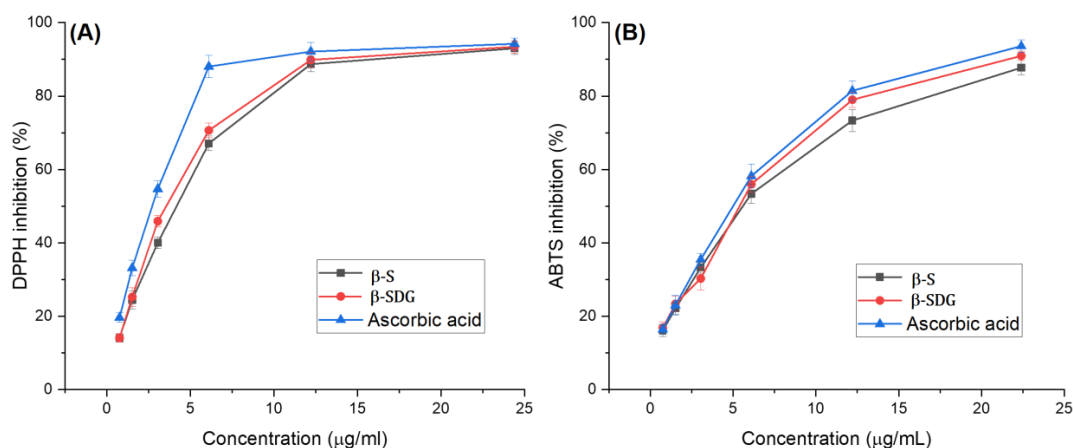 (A)
DPPH inhibition (%)
100
80
60
40
20
0
β-S
β-SDG
Ascorbic acid
0 5 10 15 20 25
Concentration (μg/ml)
(B)
ABTS inhibition (%)
100
80
60
40
20
0
β-S
β-SDG
Ascorbic acid
0 5 10 15 20 25
Concentration (μg/mL)